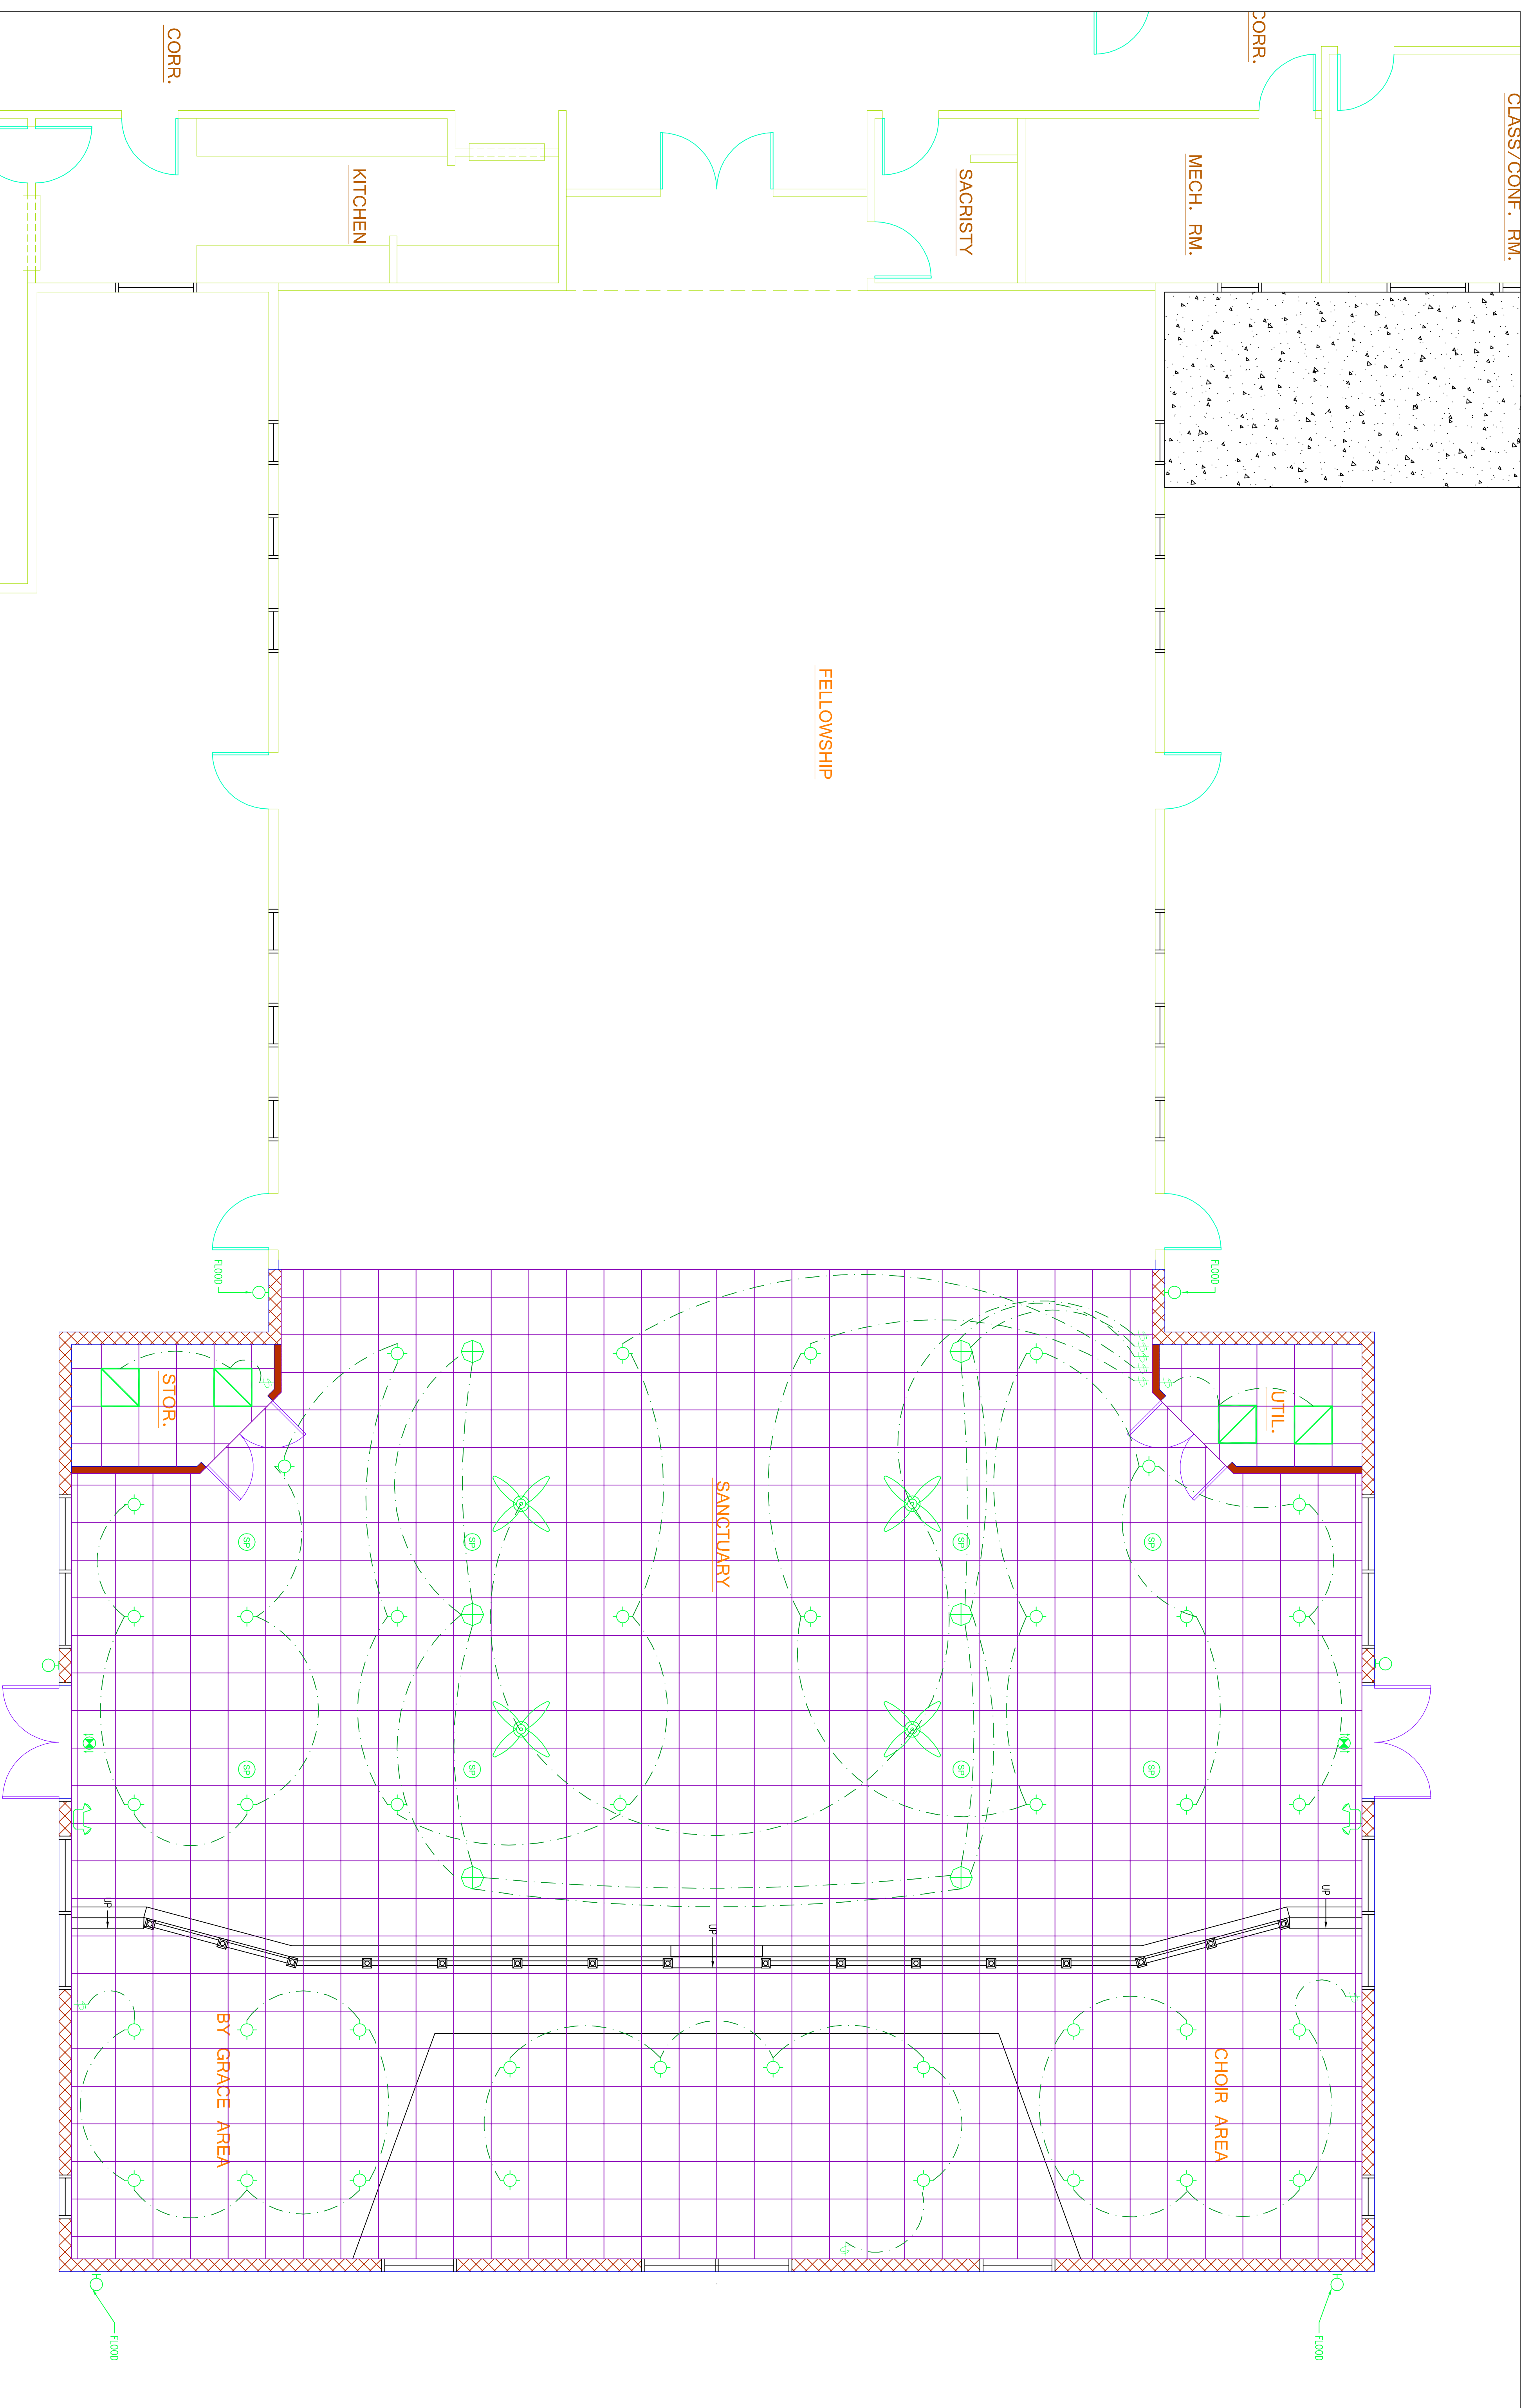 CORR.
CORR.
CLASS/CONF. RM.
KITCHEN
SACRISTY
MECH. RM.
FELLOWSHIP
FLOOD
FLOOD
STOR.
UTIL.
SANCTUARY
SP
SP
SP
SP
SP
SP
SP
SP
UP
UP
UP
BY GRACE AREA
CHOIR AREA
FLOOD
FLOOD